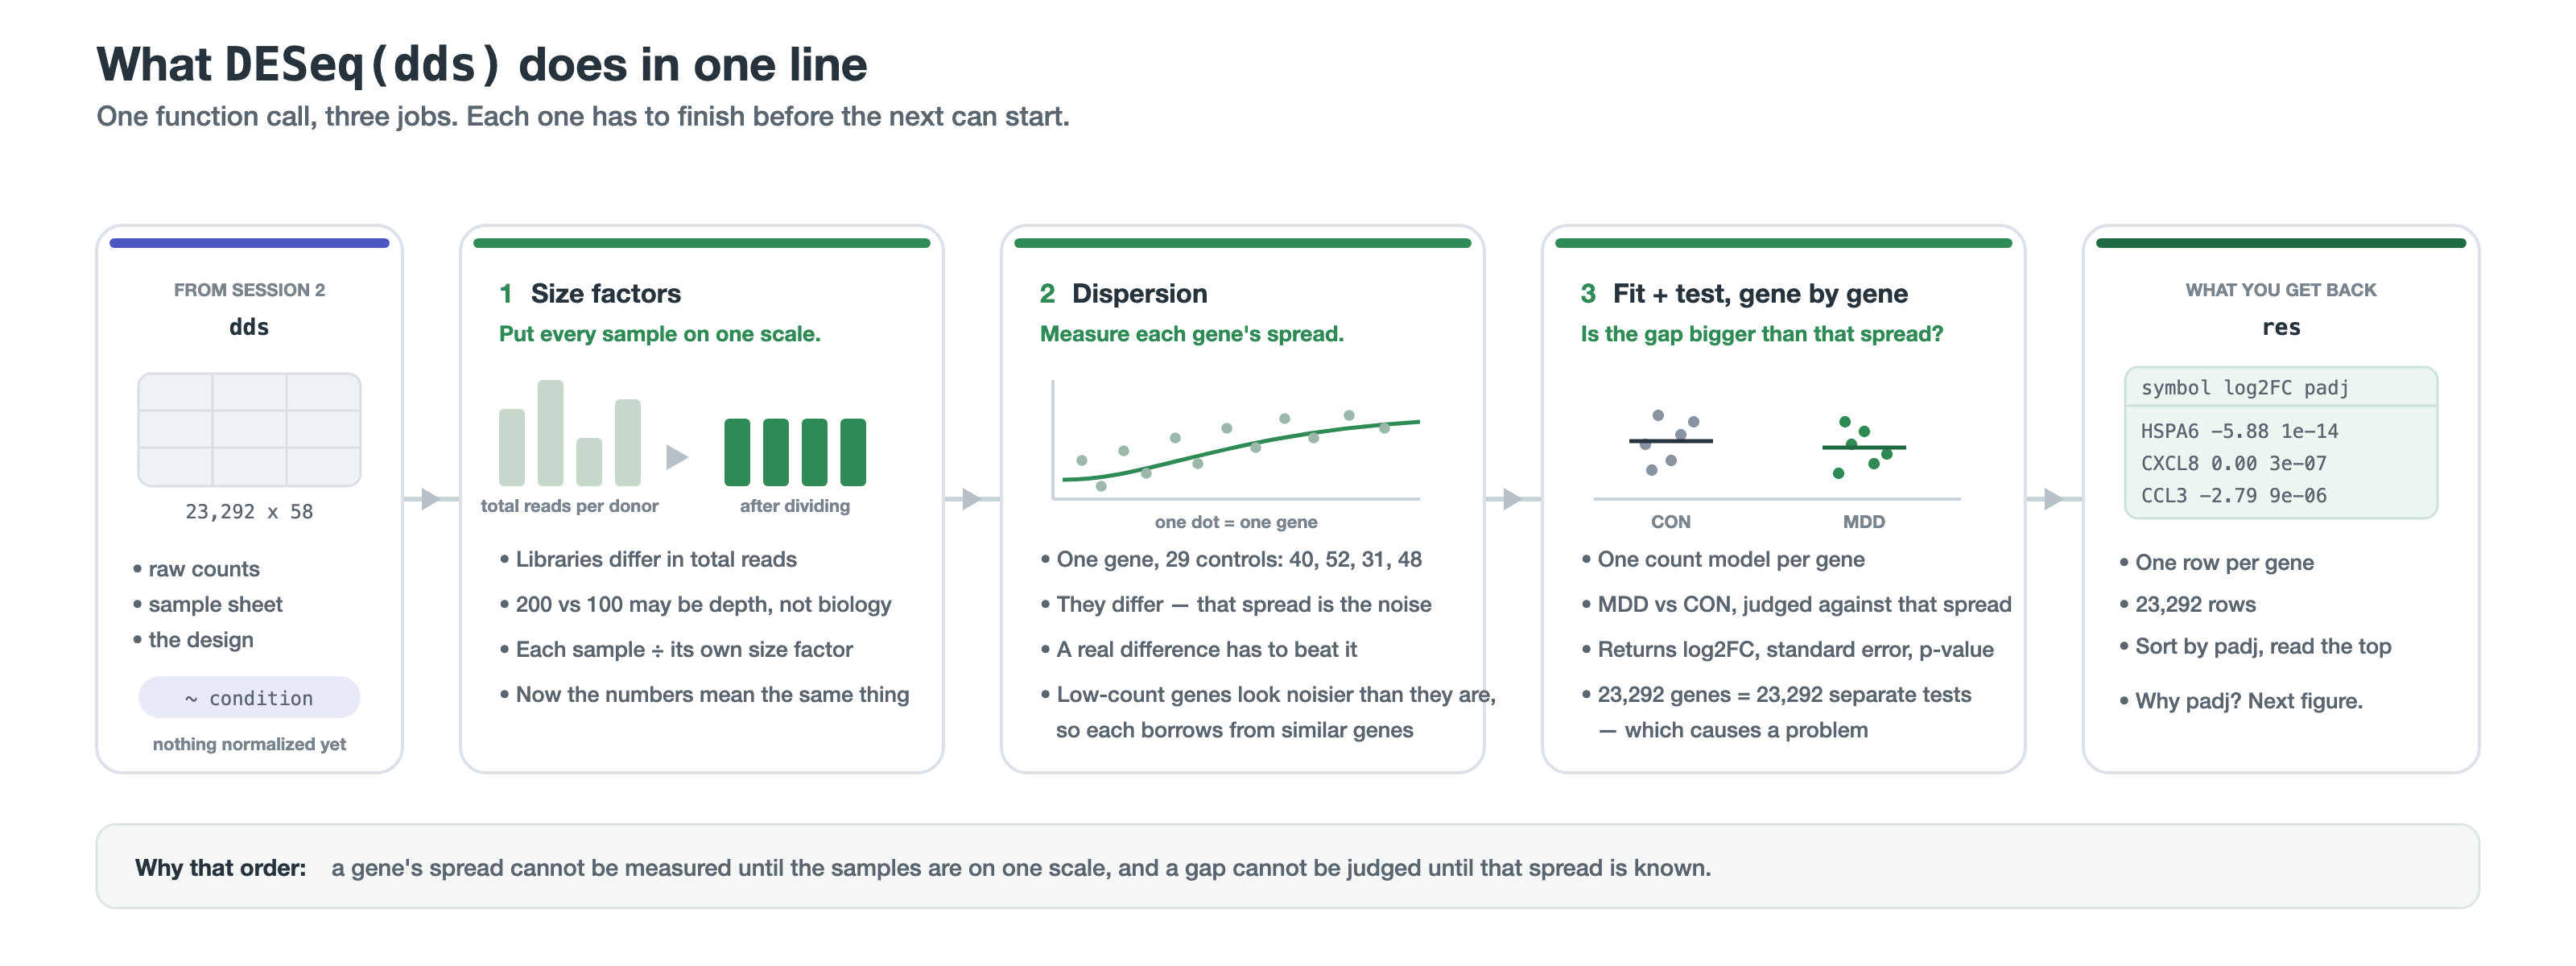 What DESeq(dds) does in one line
One function call, three jobs. Each one has to finish before the next can start.
FROM SESSION 2
dds
23,292 x 58
• raw counts
• sample sheet
• the design
~ condition
nothing normalized yet
1 Size factors
Put every sample on one scale.
total reads per donor
after dividing
• Libraries differ in total reads
• 200 vs 100 may be depth, not biology
• Each sample ÷ its own size factor
• Now the numbers mean the same thing
2 Dispersion
Measure each gene's spread.
one dot = one gene
• One gene, 29 controls: 40, 52, 31, 48
• They differ — that spread is the noise
• A real difference has to beat it
• Low-count genes look noisier than they are,
so each borrows from similar genes
3 Fit + test, gene by gene
Is the gap bigger than that spread?
CON
MDD
• One count model per gene
• MDD vs CON, judged against that spread
• Returns log2FC, standard error, p-value
• 23,292 genes = 23,292 separate tests
— which causes a problem
WHAT YOU GET BACK
res
symbol log2FC padj
HSPA6 −5.88 1e−14
CXCL8 0.00 3e−07
CCL3 −2.79 9e−06
• One row per gene
• 23,292 rows
• Sort by padj, read the top
• Why padj? Next figure.
Why that order: a gene's spread cannot be measured until the samples are on one scale, and a gap cannot be judged until that spread is known.